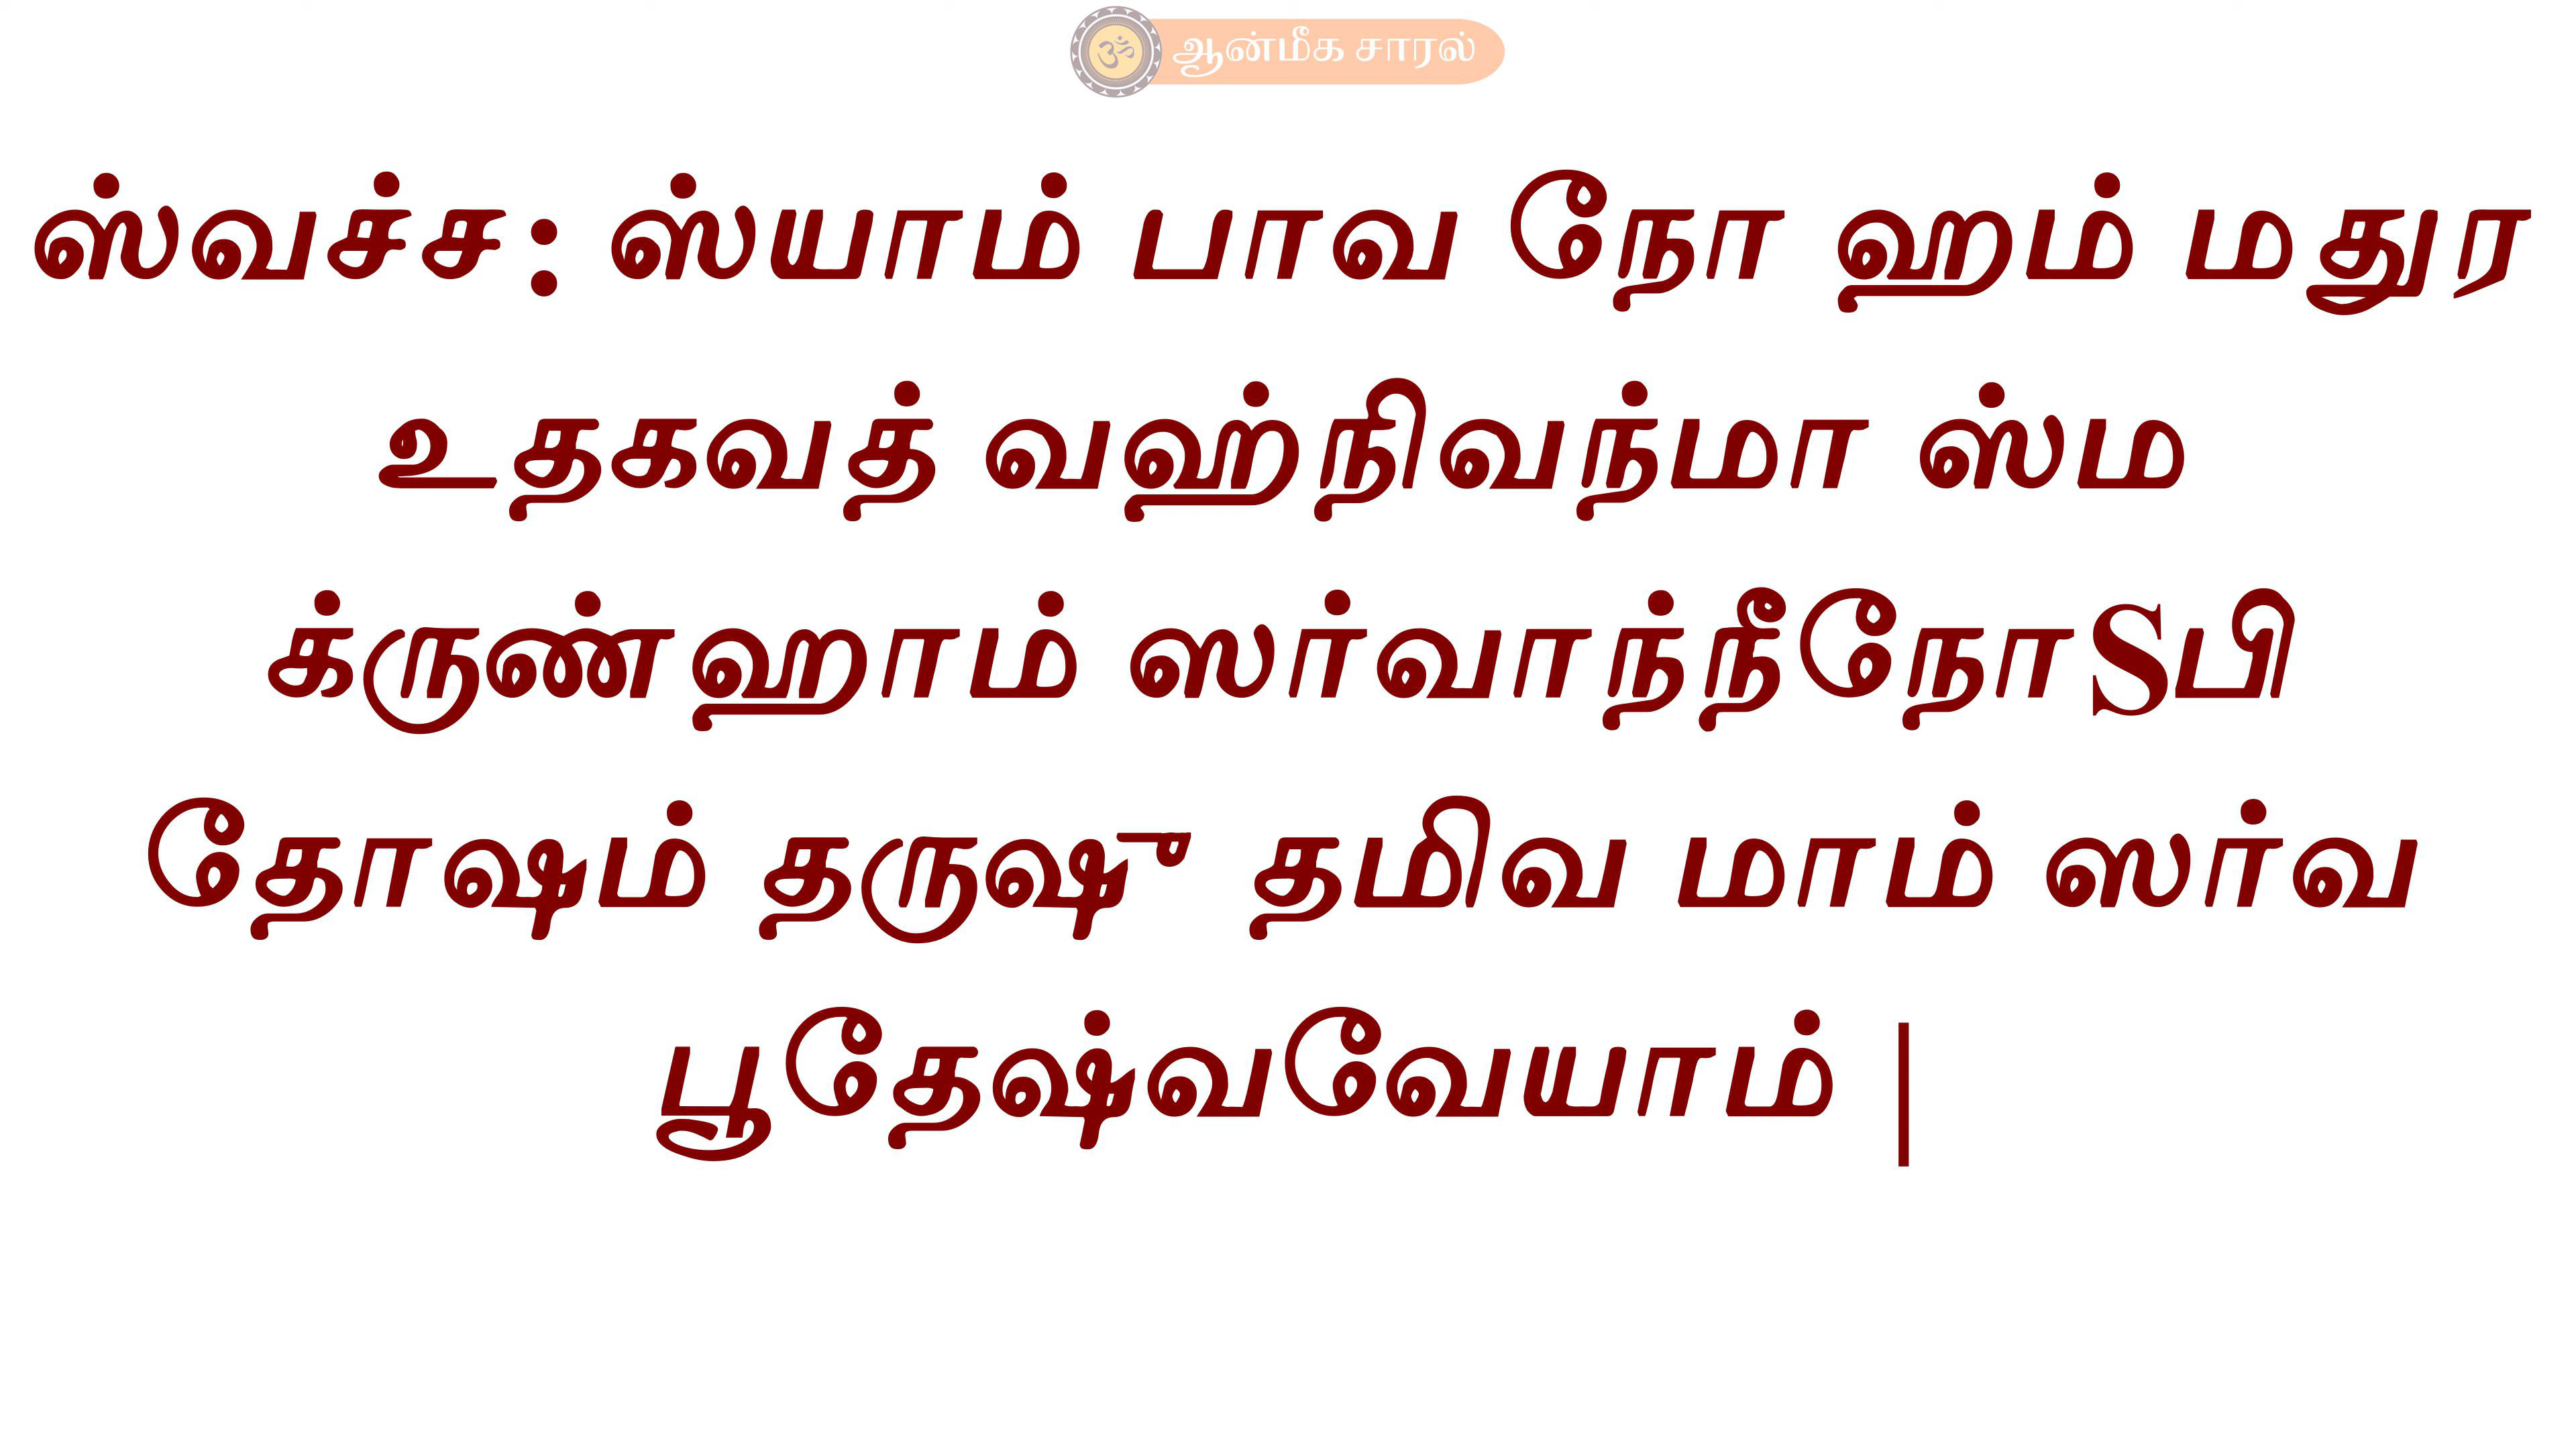 ஆன்மீக சாரல்
ஸ்வச்ச: ஸ்யாம் பாவ நோ ஹம் மதுர
உதகவத் வஹ்நிவந்மா ஸ்ம
க்ருண்ஹாம் ஸர்வாந்நீநோSபி
தோஷம் தருஷு தமிவ மாம் ஸர்வ
பூதேஷ்வவேயாம் |